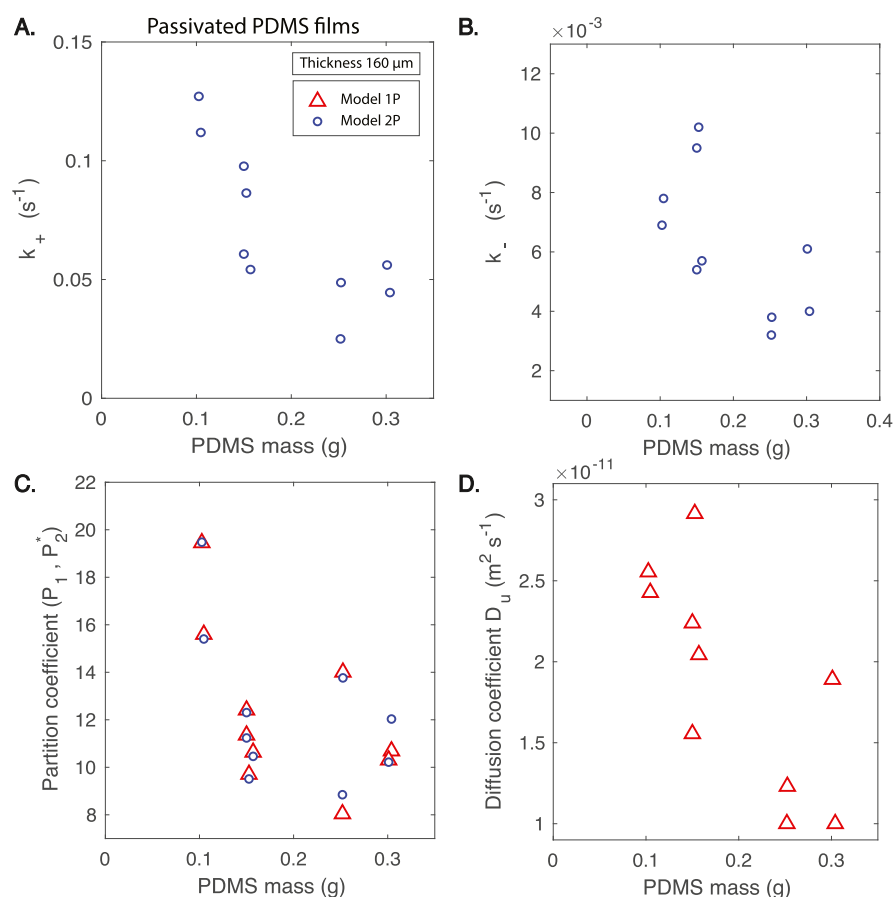 A.
Passivated PDMS films
Thickness 160 μm
Model 1P
Model 2P
0.15
0.1
0.05
0
k+ (s-1)
0
0.1
0.2
0.3
PDMS mass (g)
B.
×10-3
12
10
8
6
4
2
k- (s-1)
0
0.1
0.2
0.3
0.4
PDMS mass (g)
C.
22
20
18
16
14
12
10
8
Partition coefficient (P1 , P2*)
0
0.1
0.2
0.3
PDMS mass (g)
D.
×10-11
3
2.5
2
1.5
1
Diffusion coefficient Du (m2 s-1)
0
0.1
0.2
0.3
PDMS mass (g)